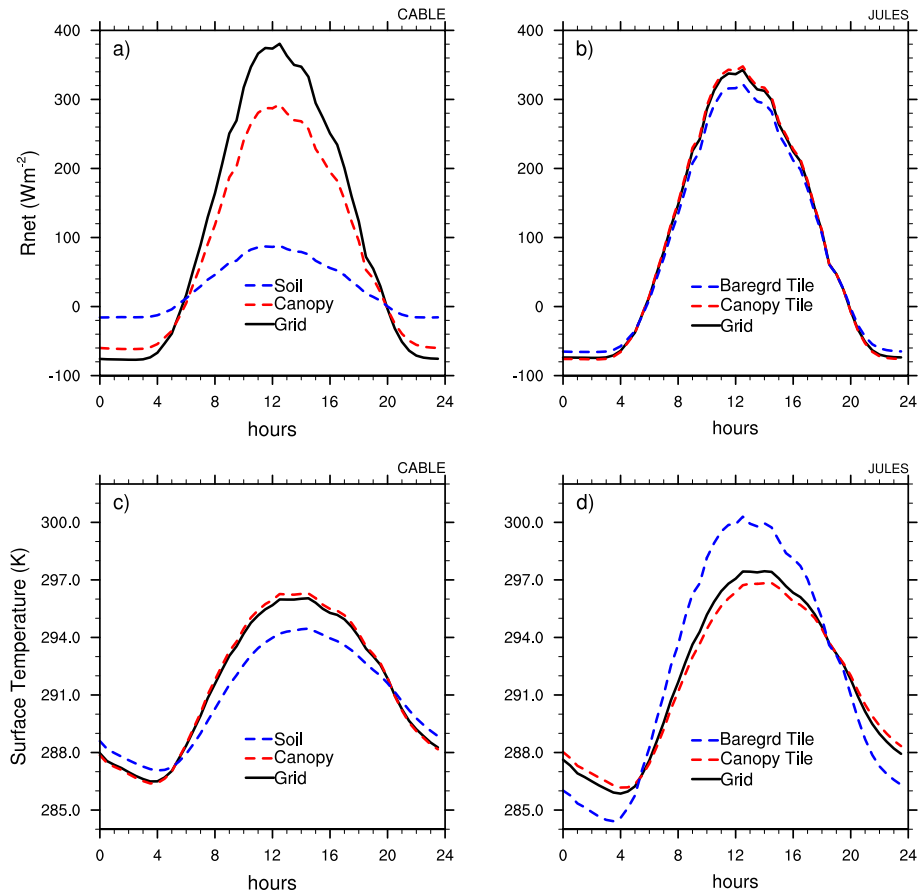 CABLE
a)
400
300
200
100
0
-100
Rnet (Wm-2)
Soil
Canopy
Grid
0 4 8 12 16 20 24
hours
JULES
b)
400
300
200
100
0
-100
Baregrd Tile
Canopy Tile
Grid
0 4 8 12 16 20 24
hours
CABLE
c)
300.0
297.0
294.0
291.0
288.0
285.0
Surface Temperature (K)
Soil
Canopy
Grid
0 4 8 12 16 20 24
hours
JULES
d)
300.0
297.0
294.0
291.0
288.0
285.0
Baregrd Tile
Canopy Tile
Grid
0 4 8 12 16 20 24
hours